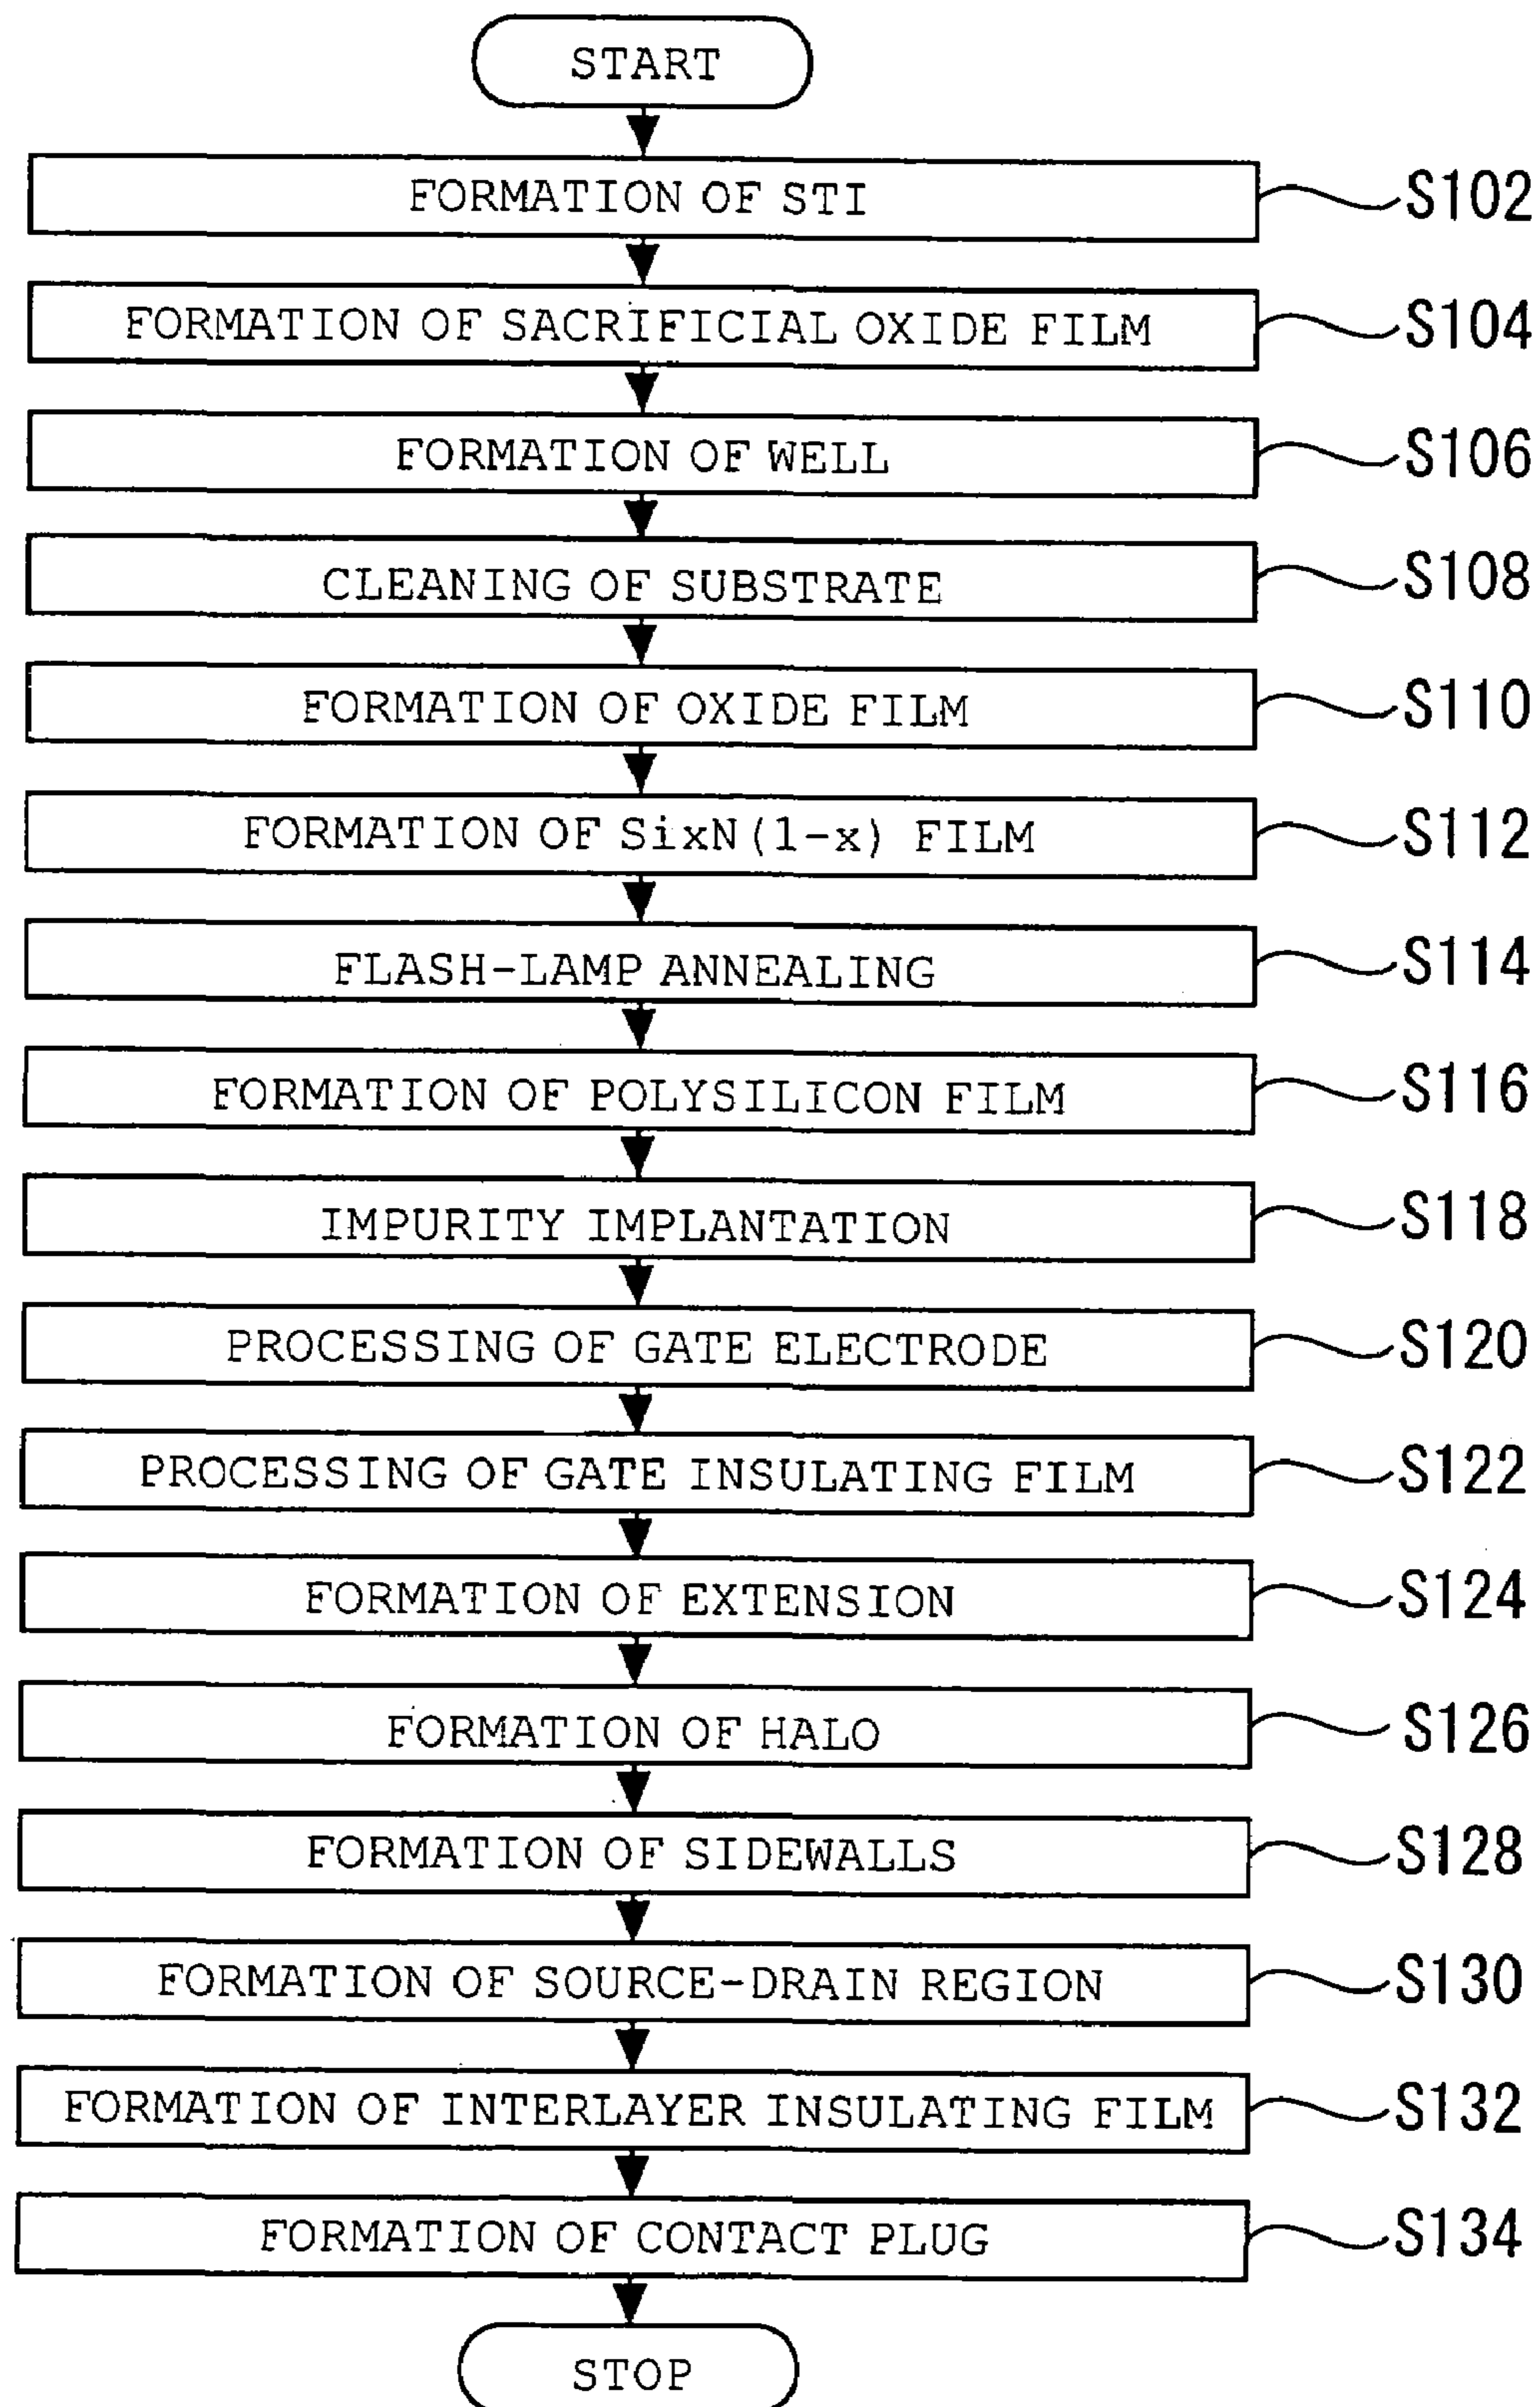 START
FORMATION OF STI S102
FORMATION OF SACRIFICIAL OXIDE FILM S104
FORMATION OF WELL S106
CLEANING OF SUBSTRATE S108
FORMATION OF OXIDE FILM S110
FORMATION OF SixN(1-x) FILM S112
FLASH-LAMP ANNEALING S114
FORMATION OF POLYSILICON FILM S116
IMPURITY IMPLANTATION S118
PROCESSING OF GATE ELECTRODE S120
PROCESSING OF GATE INSULATING FILM S122
FORMATION OF EXTENSION S124
FORMATION OF HALO S126
FORMATION OF SIDEWALLS S128
FORMATION OF SOURCE-DRAIN REGION S130
FORMATION OF INTERLAYER INSULATING FILM S132
FORMATION OF CONTACT PLUG S134
STOP